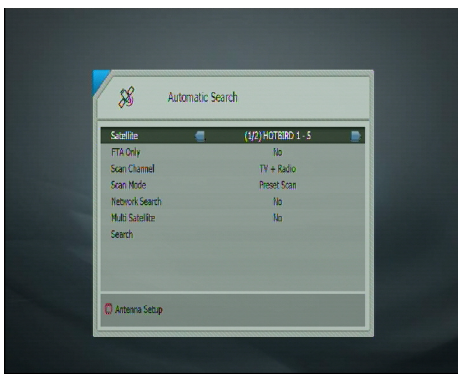 Automatic Search
Satellite (1/2) HOTBIRD 1 - 5
FTA Only No
Scan Channel TV + Radio
Scan Mode Preset Scan
Network Search No
Multi Satellite No
Search
Antenna Setup